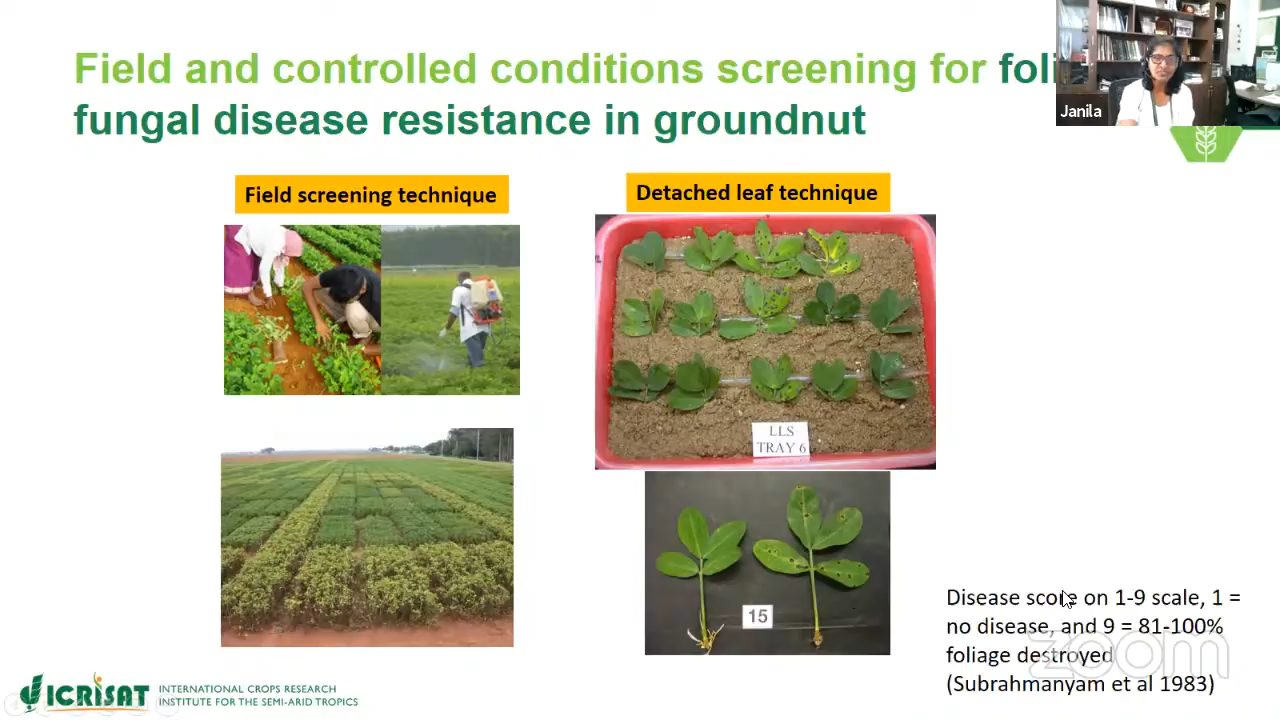 Field and controlled conditions screening for foli
fungal disease resistance in groundnut
Janila
Field screening technique
Detached leaf technique
LLS
TRAY 6
15
Disease score on 1-9 scale, 1 =
no disease, and 9 = 81-100%
foliage destroyed
(Subrahmanyam et al 1983)
zoom
ICRISAT
INTERNATIONAL CROPS RESEARCH
INSTITUTE FOR THE SEMI-ARID TROPICS